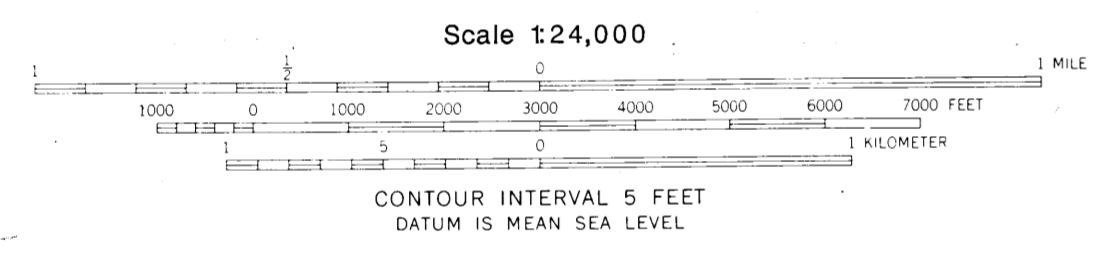 Scale 1:24,000
1 1/2 0 1 MILE
1000 0 1000 2000 3000 4000 5000 6000 7000 FEET
1 5 0 1 KILOMETER
CONTOUR INTERVAL 5 FEET
DATUM IS MEAN SEA LEVEL